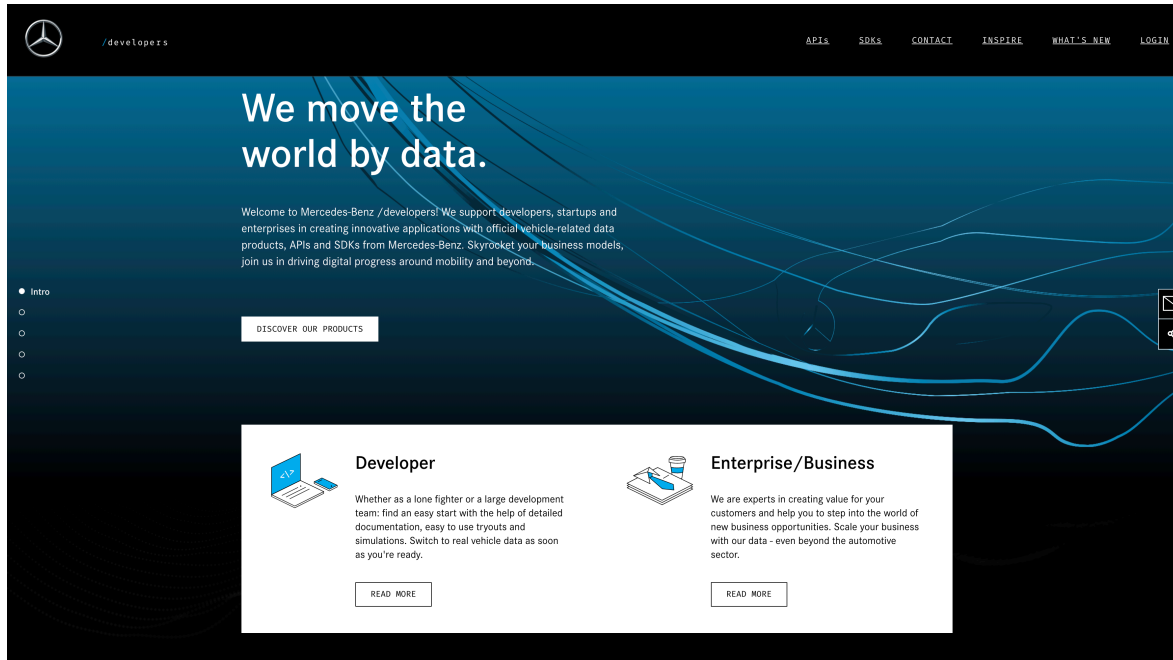 /developers
APIs
SDKs
CONTACT
INSPIRE
WHAT'S NEW
LOGIN
We move the
world by data.
Welcome to Mercedes-Benz /developers! We support developers, startups and
enterprises in creating innovative applications with official vehicle-related data
products, APIs and SDKs from Mercedes-Benz. Skyrocket your business models,
join us in driving digital progress around mobility and beyond.
Intro
DISCOVER OUR PRODUCTS
</>
Developer
Whether as a lone fighter or a large development
team: find an easy start with the help of detailed
documentation, easy to use tryouts and
simulations. Switch to real vehicle data as soon
as you're ready.
READ MORE
Enterprise/Business
We are experts in creating value for your
customers and help you to step into the world of
new business opportunities. Scale your business
with our data - even beyond the automotive
sector.
READ MORE